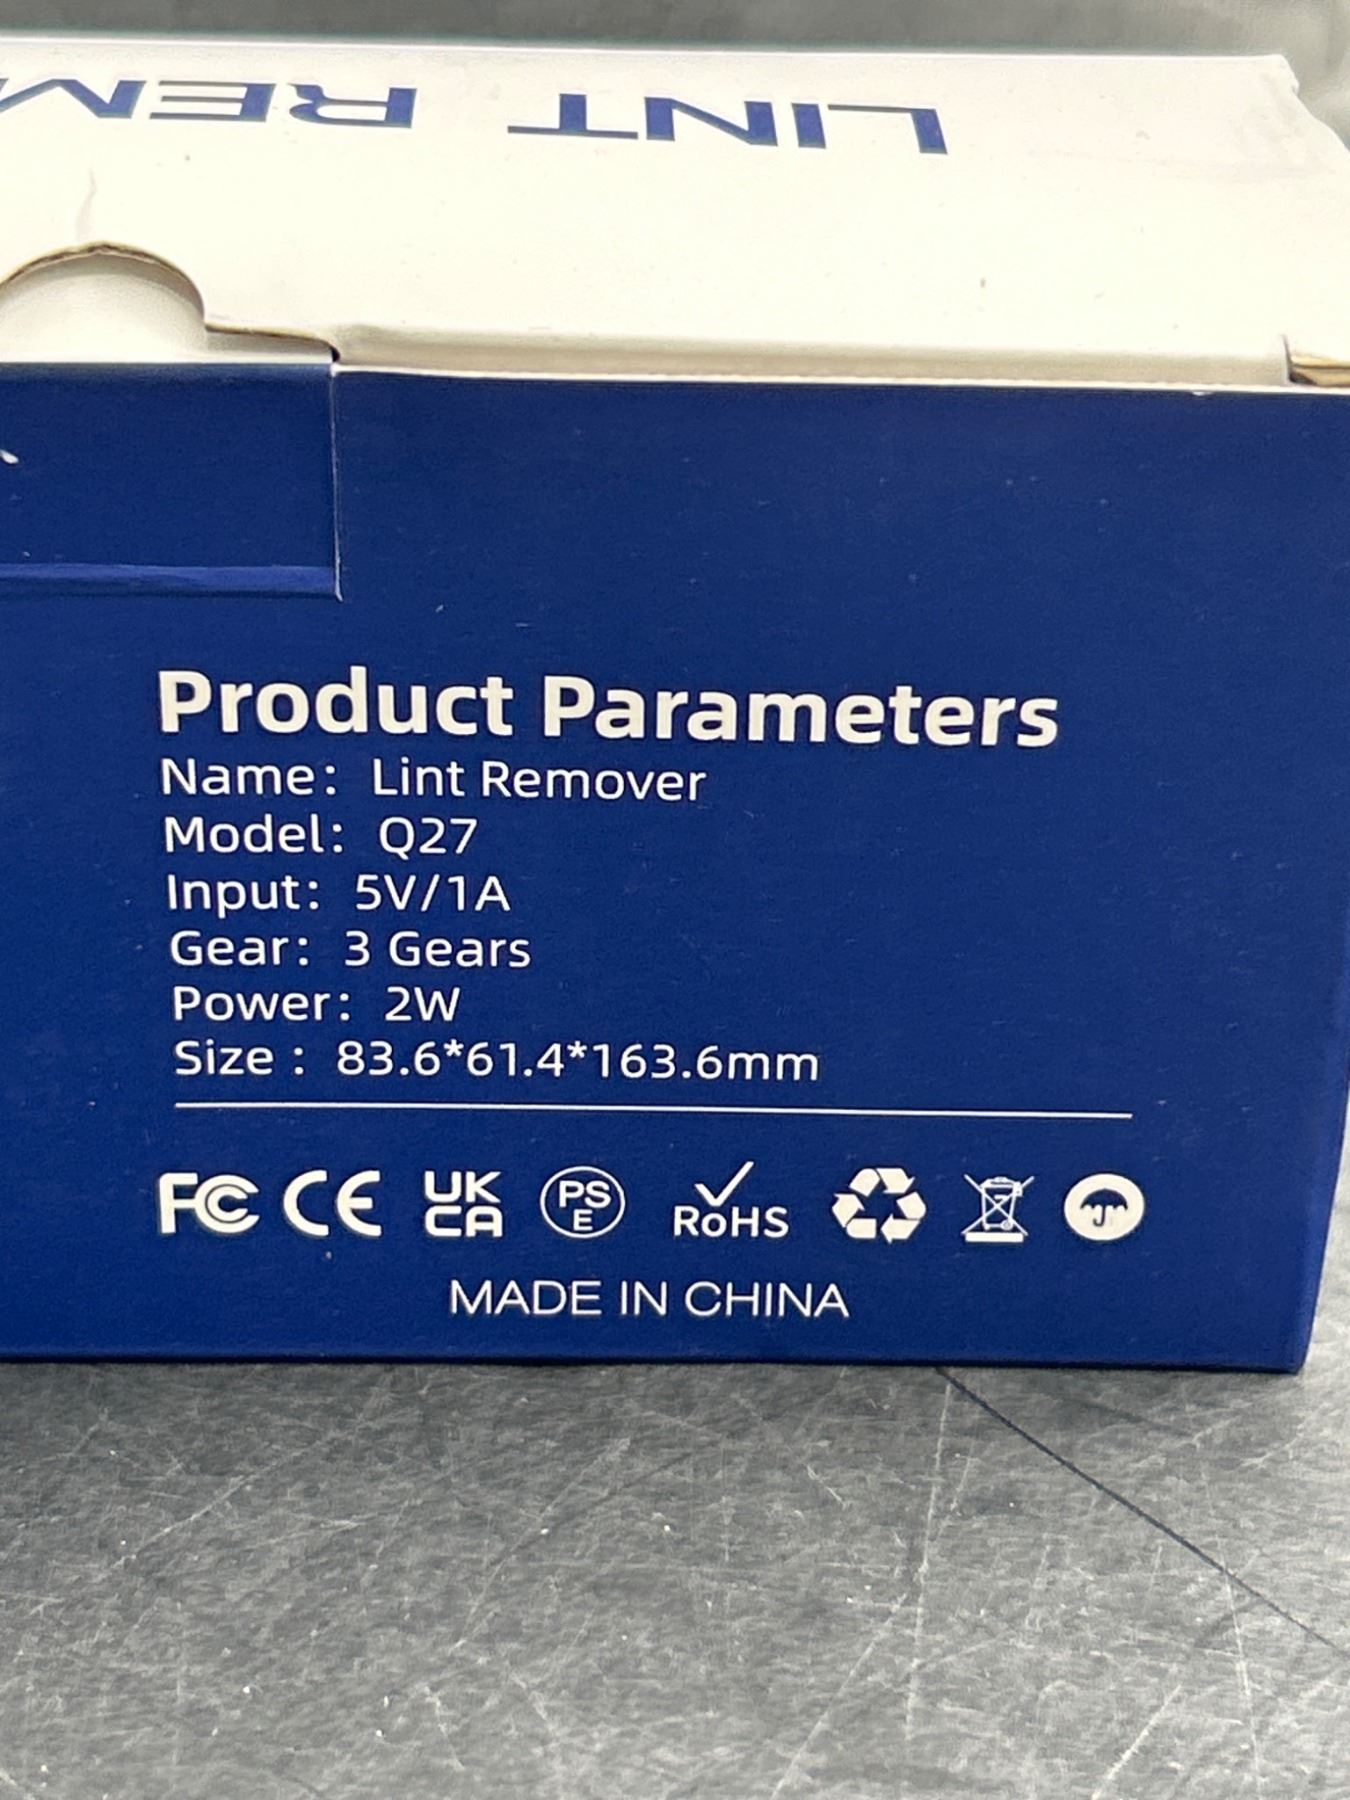 LINT REM
Product Parameters
Name: Lint Remover
Model: Q27
Input: 5V/1A
Gear: 3 Gears
Power: 2W
Size : 83.6*61.4*163.6mm
FC CE UK CA PS E RoHS
MADE IN CHINA